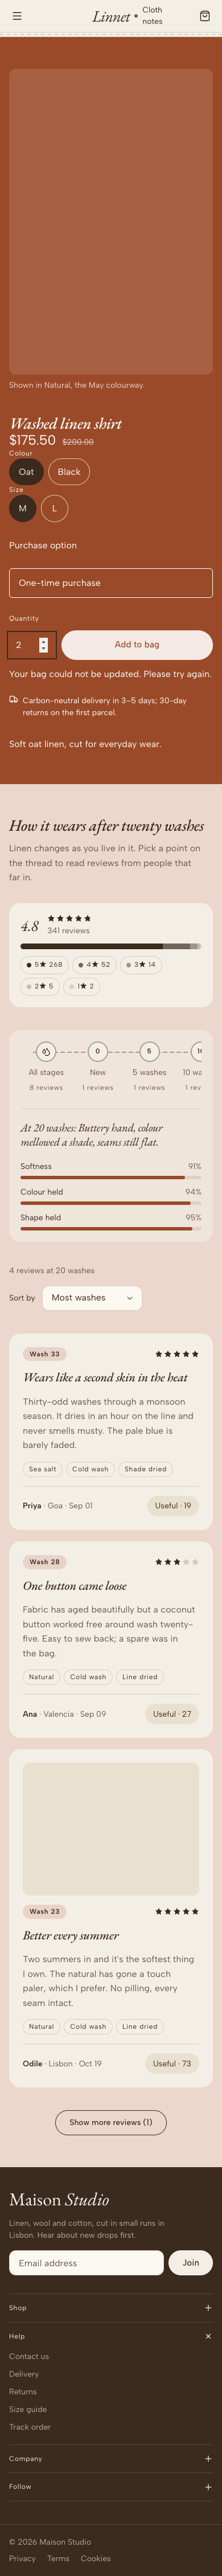 Linnet
Cloth
notes
Shown in Natural, the May colourway.
Washed linen shirt
$175.50 $200.00
Colour
Oat Black
Size
M L
Purchase option
One-time purchase
Quantity
2
Add to bag
Your bag could not be updated. Please try again.
Carbon-neutral delivery in 3–5 days; 30-day
returns on the first parcel.
Soft oat linen, cut for everyday wear.
How it wears after twenty washes
Linen changes as you live in it. Pick a point on
the thread to read reviews from people that
far in.
4.8
341 reviews
5★ 268 4★ 52 3★ 14
2★ 5 1★ 2
0 5
All stages New 5 washes
8 reviews 1 reviews 1 reviews
At 20 washes: Buttery hand, colour
mellowed a shade, seams still flat.
Softness 91%
Colour held 94%
Shape held 95%
4 reviews at 20 washes
Sort by Most washes
Wash 33
Wears like a second skin in the heat
Thirty-odd washes through a monsoon
season. It dries in an hour on the line and
never smells musty. The pale blue is
barely faded.
Sea salt Cold wash Shade dried
Priya · Goa · Sep 01 Useful · 19
Wash 28
One button came loose
Fabric has aged beautifully but a coconut
button worked free around wash twenty-
five. Easy to sew back; a spare was in
the bag.
Natural Cold wash Line dried
Ana · Valencia · Sep 09 Useful · 27
Wash 23
Better every summer
Two summers in and it's the softest thing
I own. The natural has gone a touch
paler, which I prefer. No pilling, every
seam intact.
Natural Cold wash Line dried
Odile · Lisbon · Oct 19 Useful · 73
Show more reviews (1)
Maison Studio
Linen, wool and cotton, cut in small runs in
Lisbon. Hear about new drops first.
Email address Join
Shop
Help
Contact us
Delivery
Returns
Size guide
Track order
Company
Follow
© 2026 Maison Studio
Privacy Terms Cookies